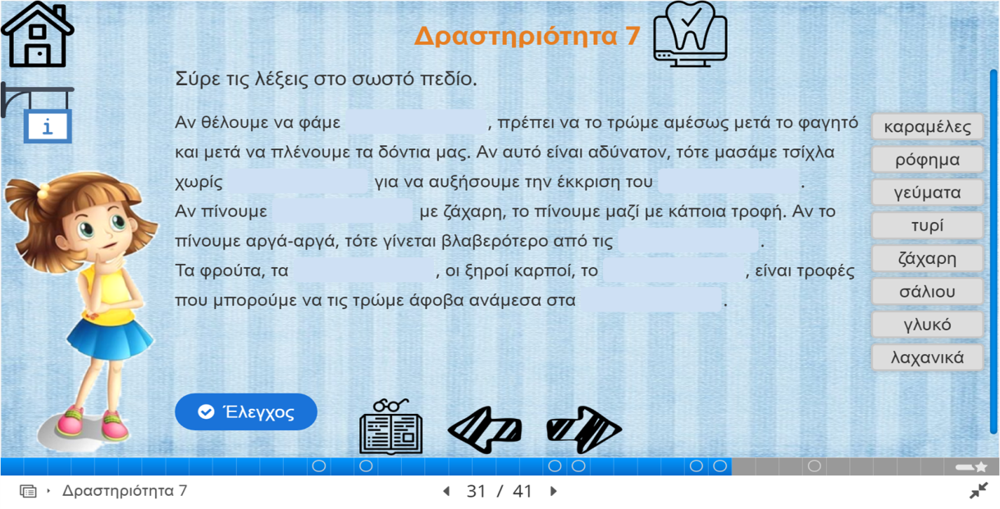 Δραστηριότητα 7
i
Σύρε τις λέξεις στο σωστό πεδίο.
Αν θέλουμε να φάμε , πρέπει να το τρώμε αμέσως μετά το φαγητό
και μετά να πλένουμε τα δόντια μας. Αν αυτό είναι αδύνατον, τότε μασάμε τσίχλα
χωρίς για να αυξήσουμε την έκκριση του .
Αν πίνουμε με ζάχαρη, το πίνουμε μαζί με κάποια τροφή. Αν το
πίνουμε αργά-αργά, τότε γίνεται βλαβερότερο από τις .
Τα φρούτα, τα , οι ξηροί καρποί, το , είναι τροφές
που μπορούμε να τις τρώμε άφοβα ανάμεσα στα .
καραμέλες
ρόφημα
γεύματα
τυρί
ζάχαρη
σάλιου
γλυκό
λαχανικά
Έλεγχος
Δραστηριότητα 7
31 / 41